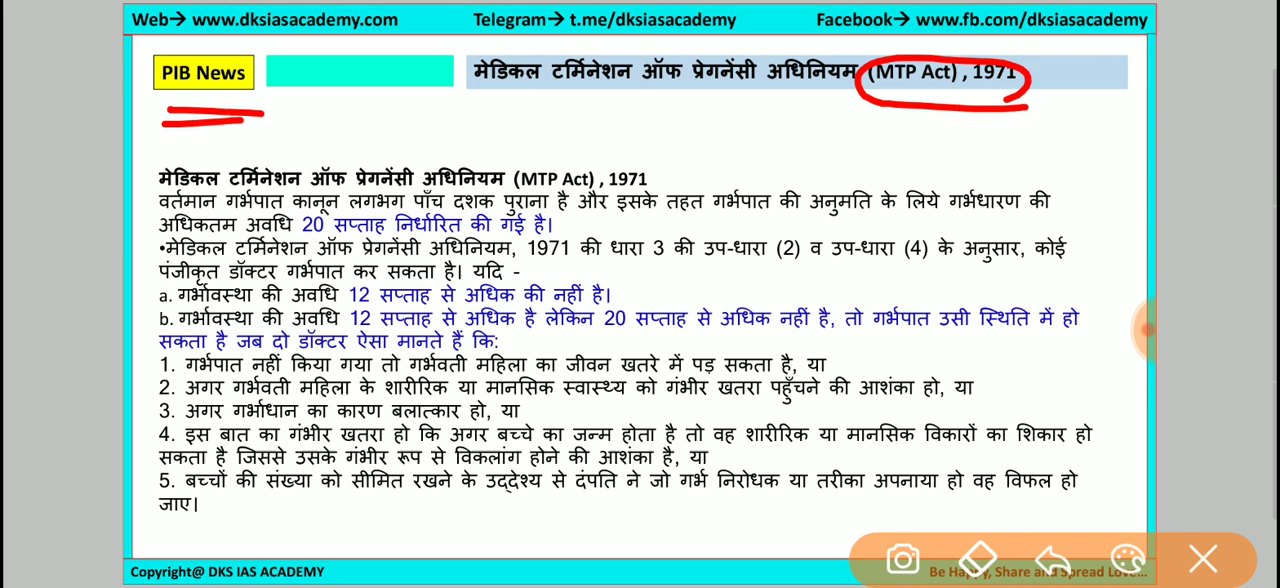 Web→ www.dksiasacademy.com Telegram→ t.me/dksiasacademy Facebook→ www.fb.com/dksiasacademy
PIB News मेडिकल टर्मिनेशन ऑफ प्रेगनेंसी अधिनियम (MTP Act) , 1971
मेडिकल टर्मिनेशन ऑफ प्रेगनेंसी अधिनियम (MTP Act) , 1971
वर्तमान गर्भपात कानून लगभग पाँच दशक पुराना है और इसके तहत गर्भपात की अनुमति के लिये गर्भधारण की
अधिकतम अवधि 20 सप्ताह निर्धारित की गई है।
•मेडिकल टर्मिनेशन ऑफ प्रेगनेंसी अधिनियम, 1971 की धारा 3 की उप-धारा (2) व उप-धारा (4) के अनुसार, कोई
पंजीकृत डॉक्टर गर्भपात कर सकता है। यदि -
a. गर्भावस्था की अवधि 12 सप्ताह से अधिक की नहीं है।
b. गर्भावस्था की अवधि 12 सप्ताह से अधिक है लेकिन 20 सप्ताह से अधिक नहीं है, तो गर्भपात उसी स्थिति में हो
सकता है जब दो डॉक्टर ऐसा मानते हैं कि:
1. गर्भपात नहीं किया गया तो गर्भवती महिला का जीवन खतरे में पड़ सकता है, या
2. अगर गर्भवती महिला के शारीरिक या मानसिक स्वास्थ्य को गंभीर खतरा पहुँचने की आशंका हो, या
3. अगर गर्भाधान का कारण बलात्कार हो, या
4. इस बात का गंभीर खतरा हो कि अगर बच्चे का जन्म होता है तो वह शारीरिक या मानसिक विकारों का शिकार हो
सकता है जिससे उसके गंभीर रूप से विकलांग होने की आशंका है, या
5. बच्चों की संख्या को सीमित रखने के उद्देश्य से दंपति ने जो गर्भ निरोधक या तरीका अपनाया हो वह विफल हो
जाए।
Copyright@ DKS IAS ACADEMY Be Happy, Share and Spread Love...